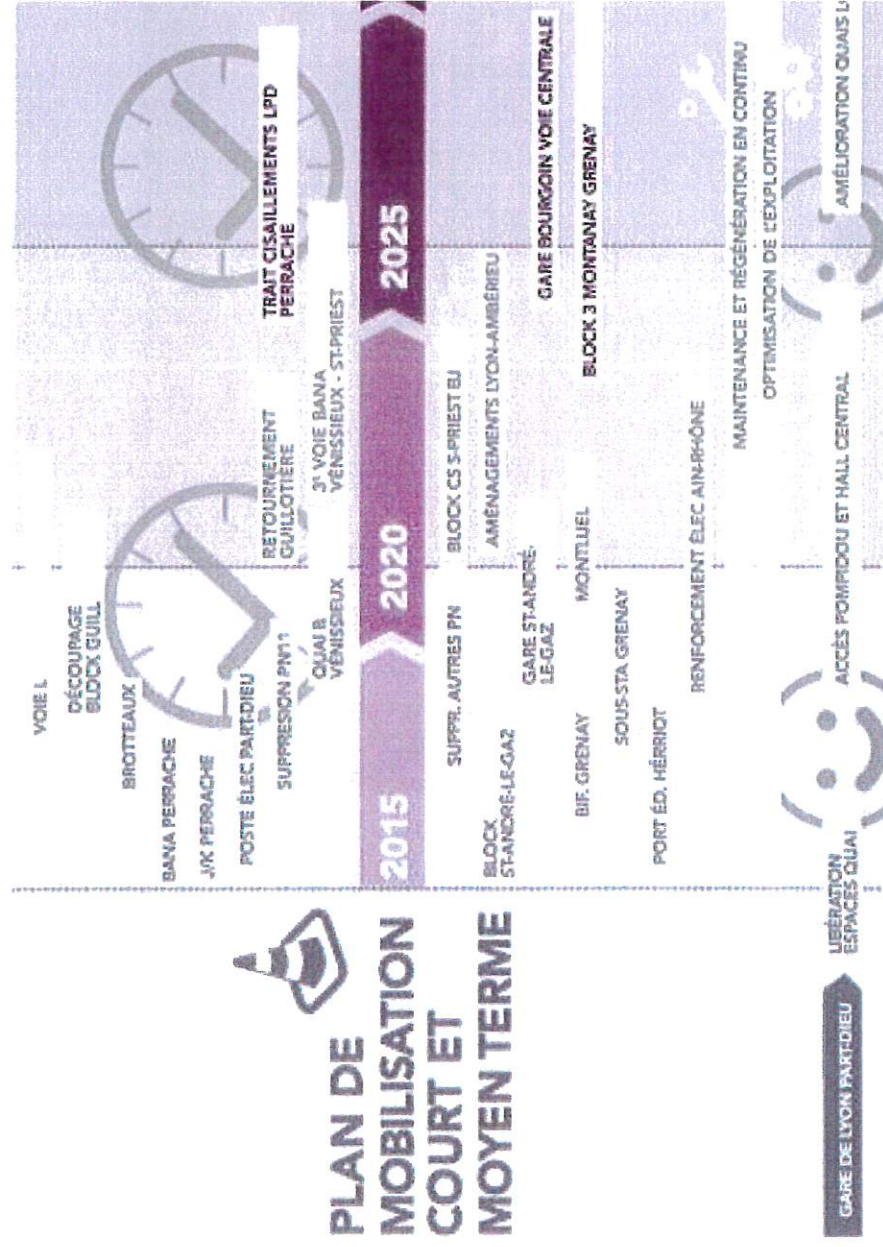 PLAN DE
MOBILISATION
COURT ET
MOYEN TERME
VOIE L
DÉCOUPAGE
BLOCK GUILL
BROTTEAUX
BANA PERRACHE
J/K PERRACHE
POSTE ÉLEC PART-DIEU
SUPPRESION PN11
QUAI B
VÉNISSIEUX
RETOURNEMENT
GUILLOTIÈRE
3E VOIE BANA
VÉNISSIEUX - ST-PRIEST
TRAIT CISAILLEMENTS LPD
PERRACHE
2015
2020
2025
SUPPR. AUTRES PN
BLOCK CS S-PRIEST BJ
BLOCK
ST-ANDRÉ-LE-GAZ
AMÉNAGEMENTS LYON-AMBÉRIEU
GARE ST-ANDRÉ-
LE-GAZ
GARE BOURGOIN VOIE CENTRALE
BIF. GRENAY
MONTLUEL
BLOCK 3 MONTANAY GRENAY
SOUS-STA GRENAY
PORT ÉD. HÉRRIOT
RENFORCEMENT ÉLEC AIN-RHÔNE
MAINTENANCE ET RÉGÉNÉRATION EN CONTINU
OPTIMISATION DE L'EXPLOITATION
GARE DE LYON PART-DIEU
LIBÉRATION
ESPACES QUAI
ACCÈS POMPIDOU ET HALL CENTRAL
AMÉLIORATION QUAIS L